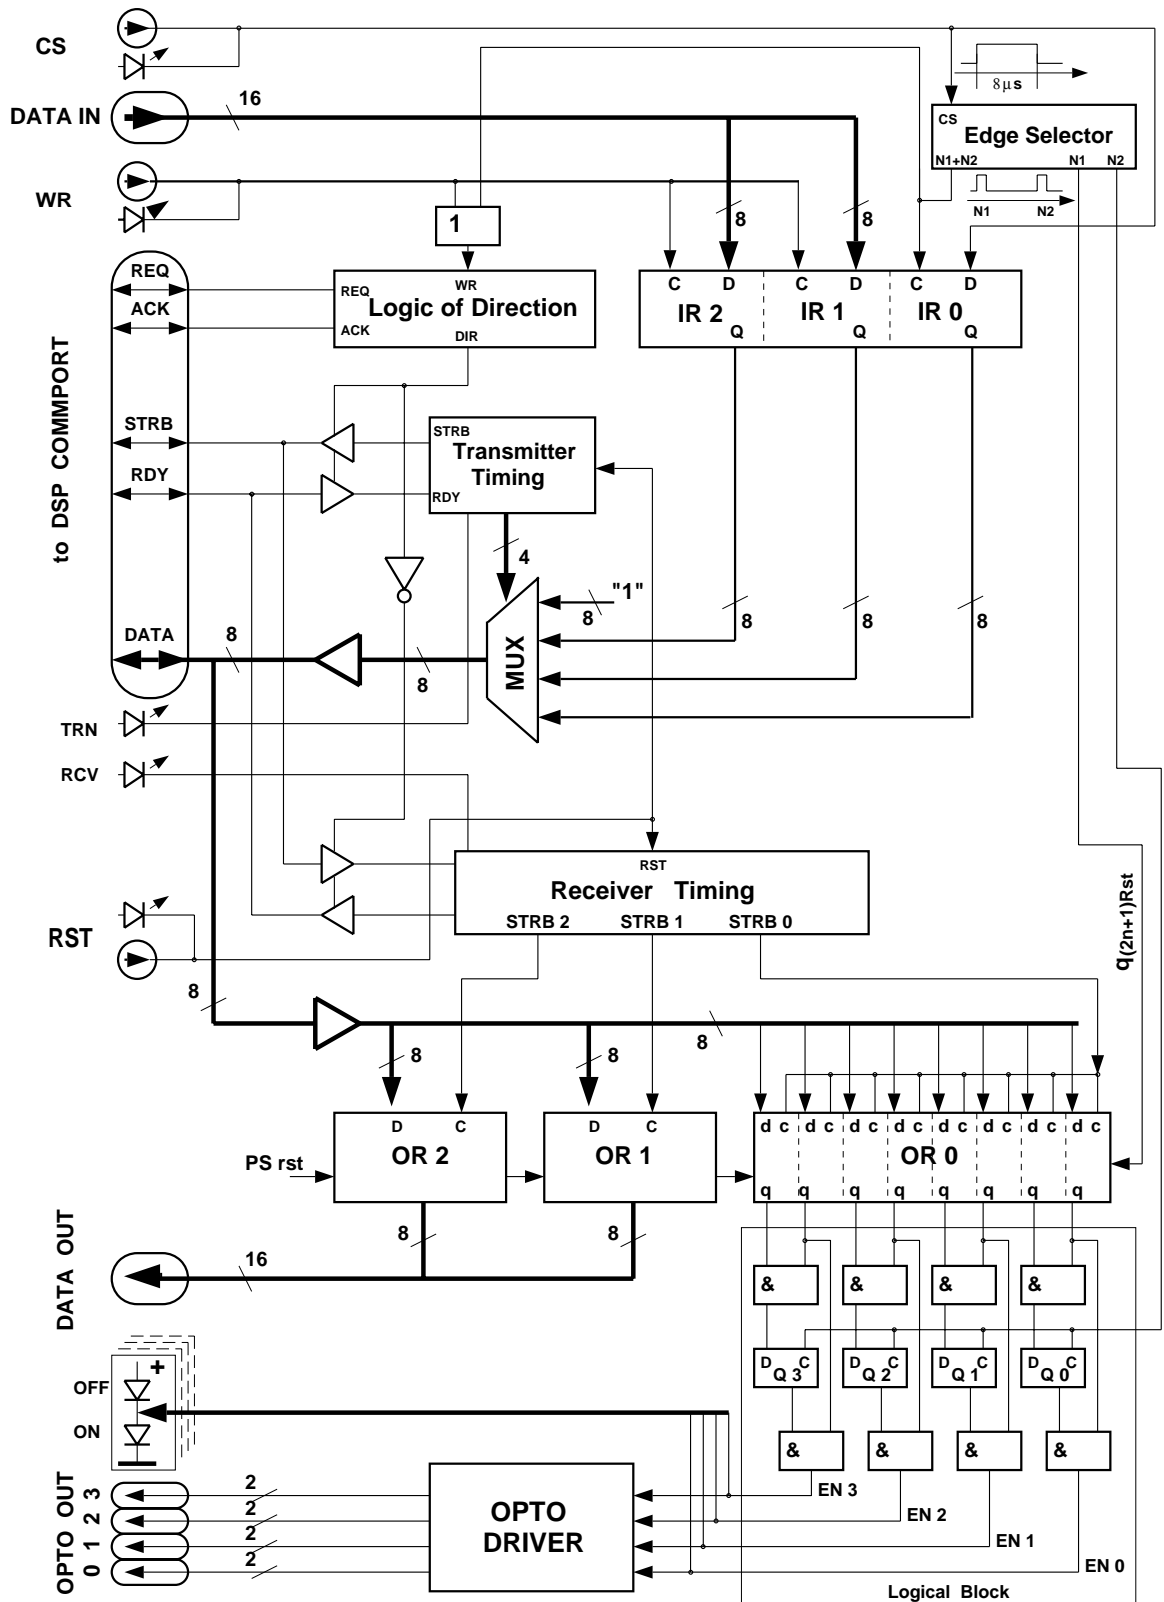 CS
8µs
DATA IN
16
CS
Edge Selector
N1+N2 N1 N2
N1 N2
WR
1
8
8
REQ
ACK
REQ
WR
Logic of Direction
ACK
DIR
C D C D C D
IR 2 IR 1 IR 0
Q Q Q
to DSP COMMPORT
STRB
RDY
STRB
Transmitter
Timing
RDY
4
"1"
8
8
8
8
DATA
8
8
MUX
TRN
RCV
RST
Receiver Timing
STRB 2 STRB 1 STRB 0
RST
q(2n+1)Rst
8
8
8
8
D C
OR 2
D C
OR 1
d c d c d c d c d c d c d c d c
OR 0
q q q q q q q q
PS rst
8
8
DATA OUT
16
& & & &
D C D C D C D C
Q 3 Q 2 Q 1 Q 0
& & & &
OFF
+
ON
EN 3
EN 2
EN 1
EN 0
OPTO OUT
0 1 2 3
2
2
2
2
OPTO
DRIVER
Logical Block